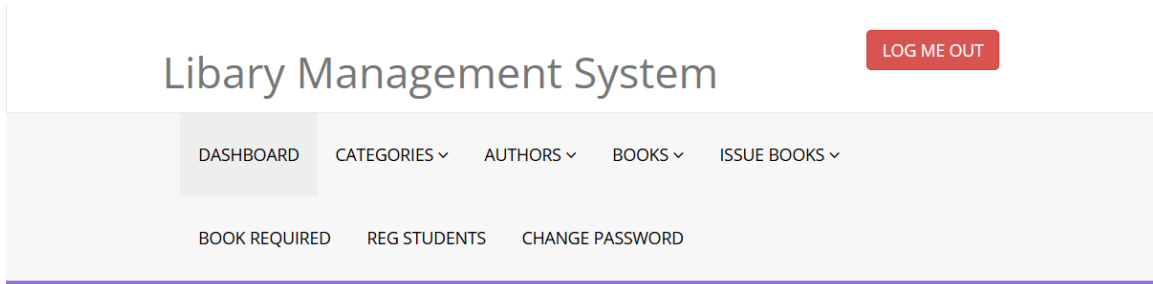 LOG ME OUT
Libary Management System
DASHBOARD CATEGORIES AUTHORS BOOKS ISSUE BOOKS
BOOK REQUIRED REG STUDENTS CHANGE PASSWORD